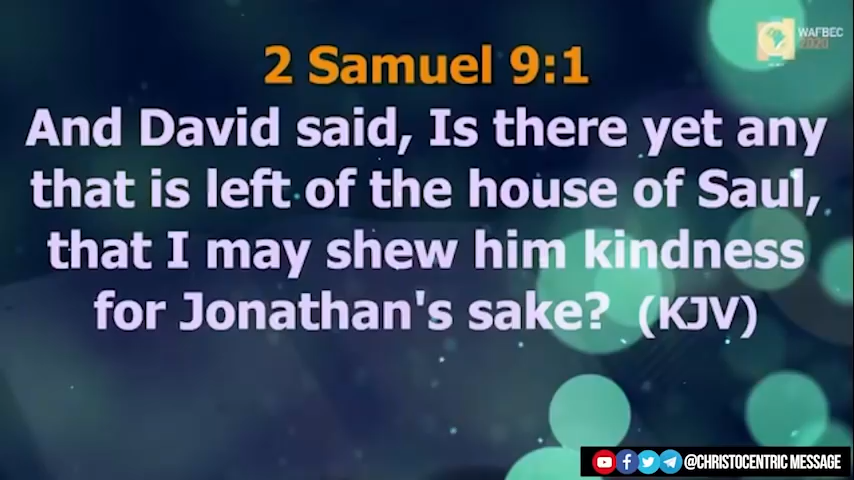 WAFBEC
2020
2 Samuel 9:1
And David said, Is there yet any
that is left of the house of Saul,
that I may shew him kindness
for Jonathan's sake? (KJV)
@CHRISTOCENTRIC MESSAGE